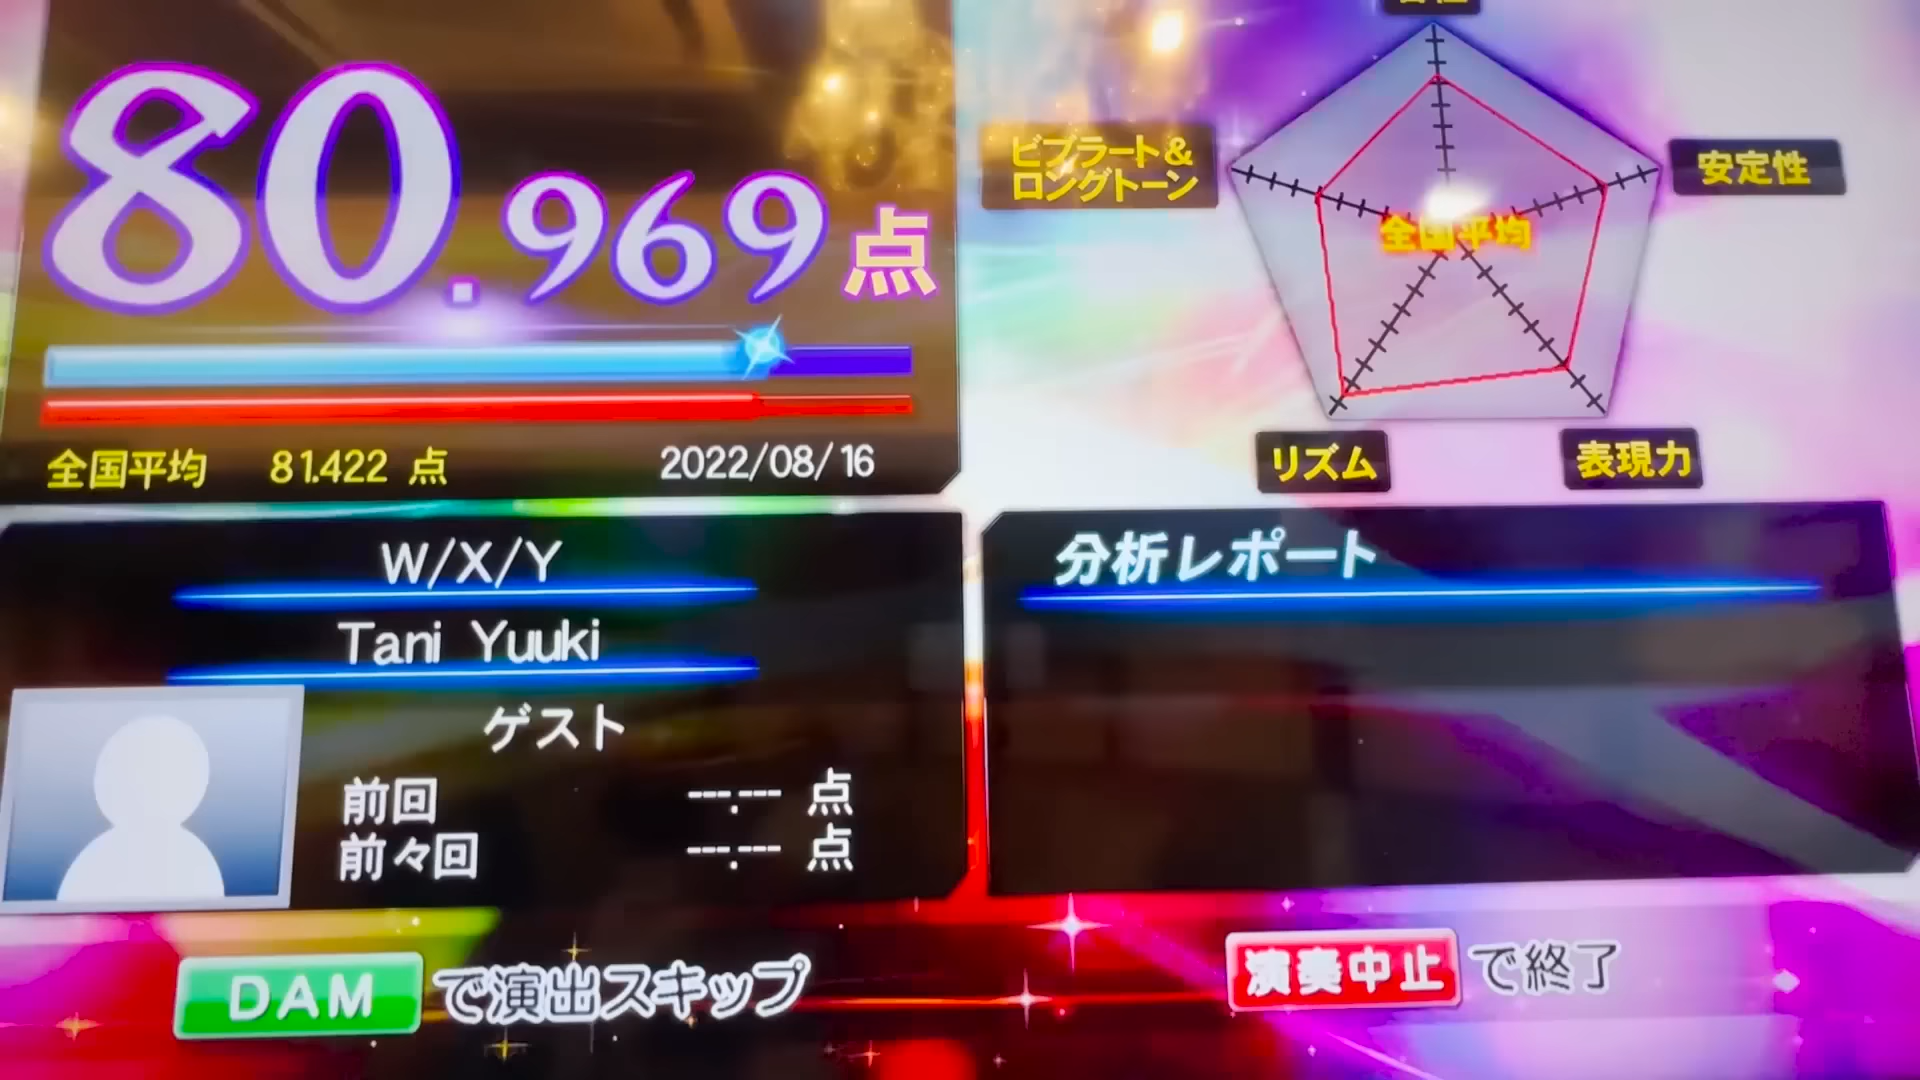 80.969点
全国平均 81.422 点 2022/08/16
ビブラート&
ロングトーン
安定性
全国平均
リズム
表現力
W/X/Y
Tani Yuuki
ゲスト
前回 ---.--- 点
前々回 ---.--- 点
分析レポート
DAM で演出スキップ
演奏中止 で終了